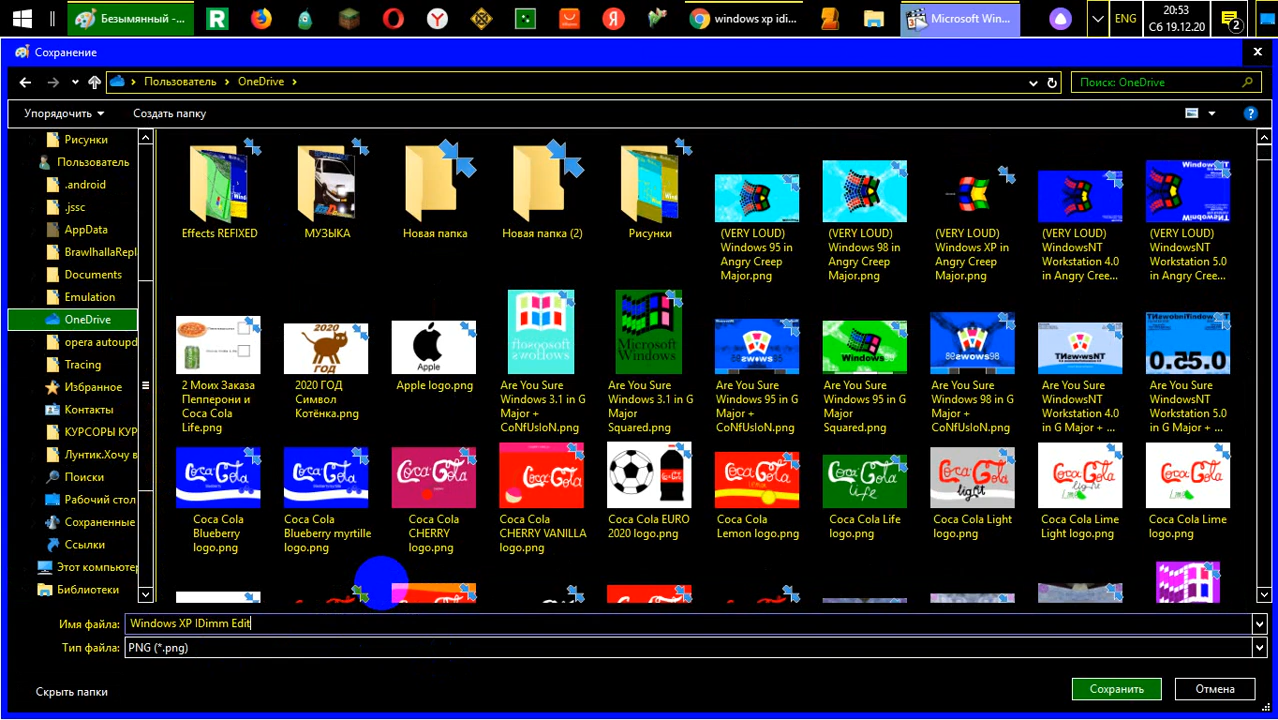 Безымянный -...
windows xp idi...
Microsoft Win...
ENG
20:53
Сб 19.12.20
2
Сохранение
Пользователь
OneDrive
Поиск: OneDrive
Упорядочить
Создать папку
Рисунки
Пользователь
.android
.jssc
AppData
BrawlhallaRepl
Documents
Emulation
OneDrive
opera autoupd
Tracing
Избранное
Контакты
КУРСОРЫ КУР
Лунтик.Хочу в
Поиски
Рабочий стол
Сохраненные
Ссылки
Этот компьютер
Библиотеки
Effects REFIXED
МУЗЫКА
Новая папка
Новая папка (2)
Рисунки
(VERY LOUD)
Windows 95 in
Angry Creep
Major.png
(VERY LOUD)
Windows 98 in
Angry Creep
Major.png
(VERY LOUD)
Windows XP in
Angry Creep
Major.png
(VERY LOUD)
WindowsNT
Workstation 4.0
in Angry Cree...
(VERY LOUD)
WindowsNT
Workstation 5.0
in Angry Cree...
2 Моих Заказа
Пепперони и
Coca Cola
Life.png
2020 ГОД
Символ
Котёнка.png
Apple logo.png
Are You Sure
Windows 3.1 in G
Major +
CoNfUsIoN.png
Are You Sure
Windows 3.1 in G
Major
Squared.png
Are You Sure
Windows 95 in G
Major +
CoNfUsIoN.png
Are You Sure
Windows 95 in G
Major
Squared.png
Are You Sure
Windows 98 in G
Major +
CoNfUsIoN.png
Are You Sure
WindowsNT
Workstation 4.0
in G Major + ...
Are You Sure
WindowsNT
Workstation 5.0
in G Major + ...
Coca Cola
Blueberry
logo.png
Coca Cola
Blueberry myrtille
logo.png
Coca Cola
CHERRY
logo.png
Coca Cola
CHERRY VANILLA
logo.png
Coca Cola EURO
2020 logo.png
Coca Cola
Lemon logo.png
Coca Cola Life
logo.png
Coca Cola Light
logo.png
Coca Cola Lime
Light logo.png
Coca Cola Lime
logo.png
Имя файла:
Windows XP IDimm Edit
Тип файла:
PNG (*.png)
Скрыть папки
Сохранить
Отмена